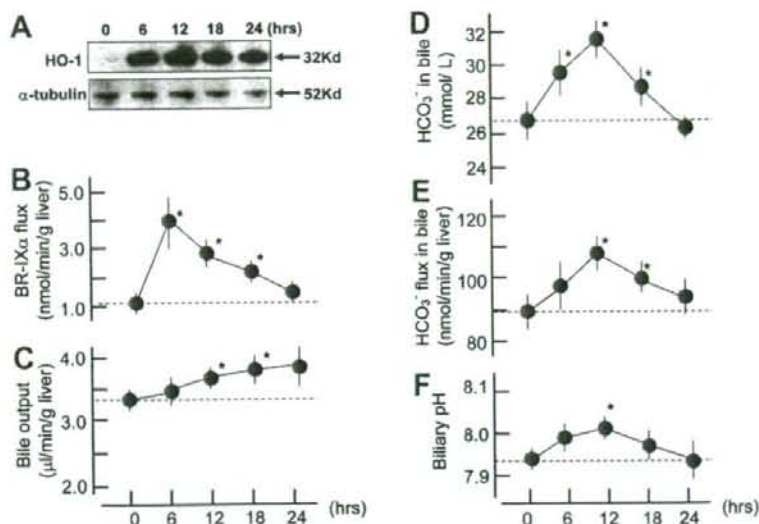 A
0 6 12 18 24 (hrs)
HO-1
32Kd
α-tubulin
52Kd
B
BR-IXα flux
(nmol/min/g liver)
5.0
3.0
1.0
*
*
*
C
Bile output
(µl/min/g liver)
4.0
3.0
2.0
*
*
0 6 12 18 24 (hrs)
D
HCO₃⁻ in bile
(mmol/ L)
32
30
28
26
24
*
*
*
E
HCO₃⁻ flux in bile
(nmol/min/g liver)
120
100
80
*
*
F
Biliary pH
8.1
8.0
7.9
*
0 6 12 18 24 (hrs)